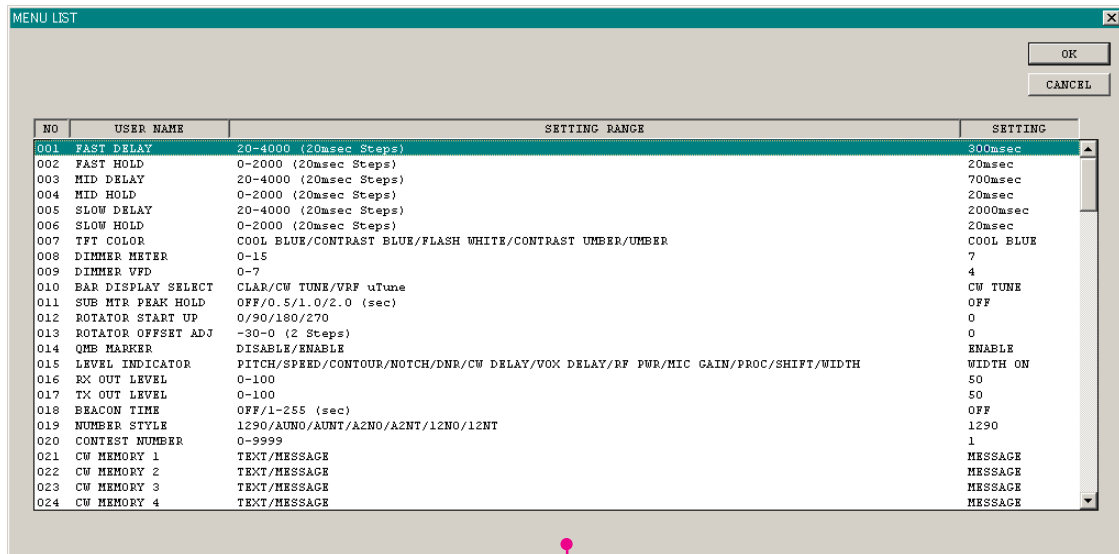 MENU LIST
OK
CANCEL
NO USER NAME SETTING RANGE SETTING
001 FAST DELAY 20-4000 (20msec Steps) 300msec
002 FAST HOLD 0-2000 (20msec Steps) 20msec
003 MID DELAY 20-4000 (20msec Steps) 700msec
004 MID HOLD 0-2000 (20msec Steps) 20msec
005 SLOW DELAY 20-4000 (20msec Steps) 2000msec
006 SLOW HOLD 0-2000 (20msec Steps) 20msec
007 TFT COLOR COOL BLUE/CONTRAST BLUE/FLASH WHITE/CONTRAST UMBER/UMBER COOL BLUE
008 DIMMER METER 0-15 7
009 DIMMER VFD 0-7 4
010 BAR DISPLAY SELECT CLAR/CW TUNE/VRF uTune CW TUNE
011 SUB MTR PEAK HOLD OFF/0.5/1.0/2.0 (sec) OFF
012 ROTATOR START UP 0/90/180/270 0
013 ROTATOR OFFSET ADJ -30-0 (2 Steps) 0
014 QMB MARKER DISABLE/ENABLE ENABLE
015 LEVEL INDICATOR PITCH/SPEED/CONTOUR/NOTCH/DNR/CW DELAY/VOX DELAY/RF PWR/MIC GAIN/PROC/SHIFT/WIDTH WIDTH ON
016 RX OUT LEVEL 0-100 50
017 TX OUT LEVEL 0-100 50
018 BEACON TIME OFF/1-255 (sec) OFF
019 NUMBER STYLE 1290/AUNO/AUNT/A2NO/A2NT/12NO/12NT 1290
020 CONTEST NUMBER 0-9999 1
021 CW MEMORY 1 TEXT/MESSAGE MESSAGE
022 CW MEMORY 2 TEXT/MESSAGE MESSAGE
023 CW MEMORY 3 TEXT/MESSAGE MESSAGE
024 CW MEMORY 4 TEXT/MESSAGE MESSAGE